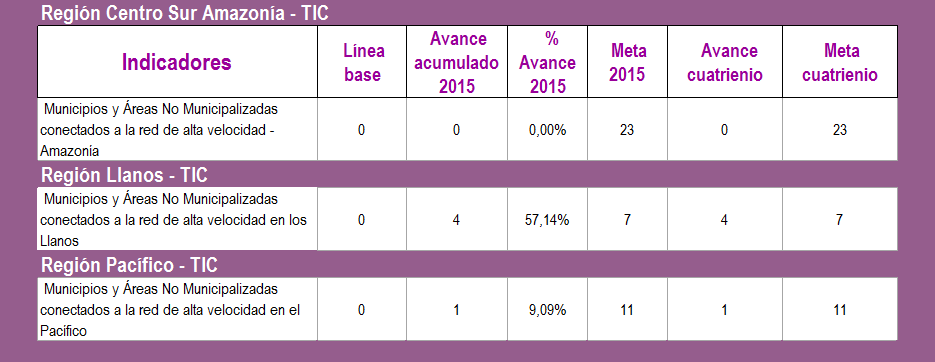 Región Centro Sur Amazonía - TIC
Indicadores Línea base Avance acumulado 2015 % Avance 2015 Meta 2015 Avance cuatrienio Meta cuatrienio
Municipios y Áreas No Municipalizadas
conectados a la red de alta velocidad -
Amazonía
0 0 0,00% 23 0 23
Región Llanos - TIC
Municipios y Áreas No Municipalizadas
conectados a la red de alta velocidad en los
Llanos
0 4 57,14% 7 4 7
Región Pacífico - TIC
Municipios y Áreas No Municipalizadas
conectados a la red de alta velocidad en el
Pacífico
0 1 9,09% 11 1 11